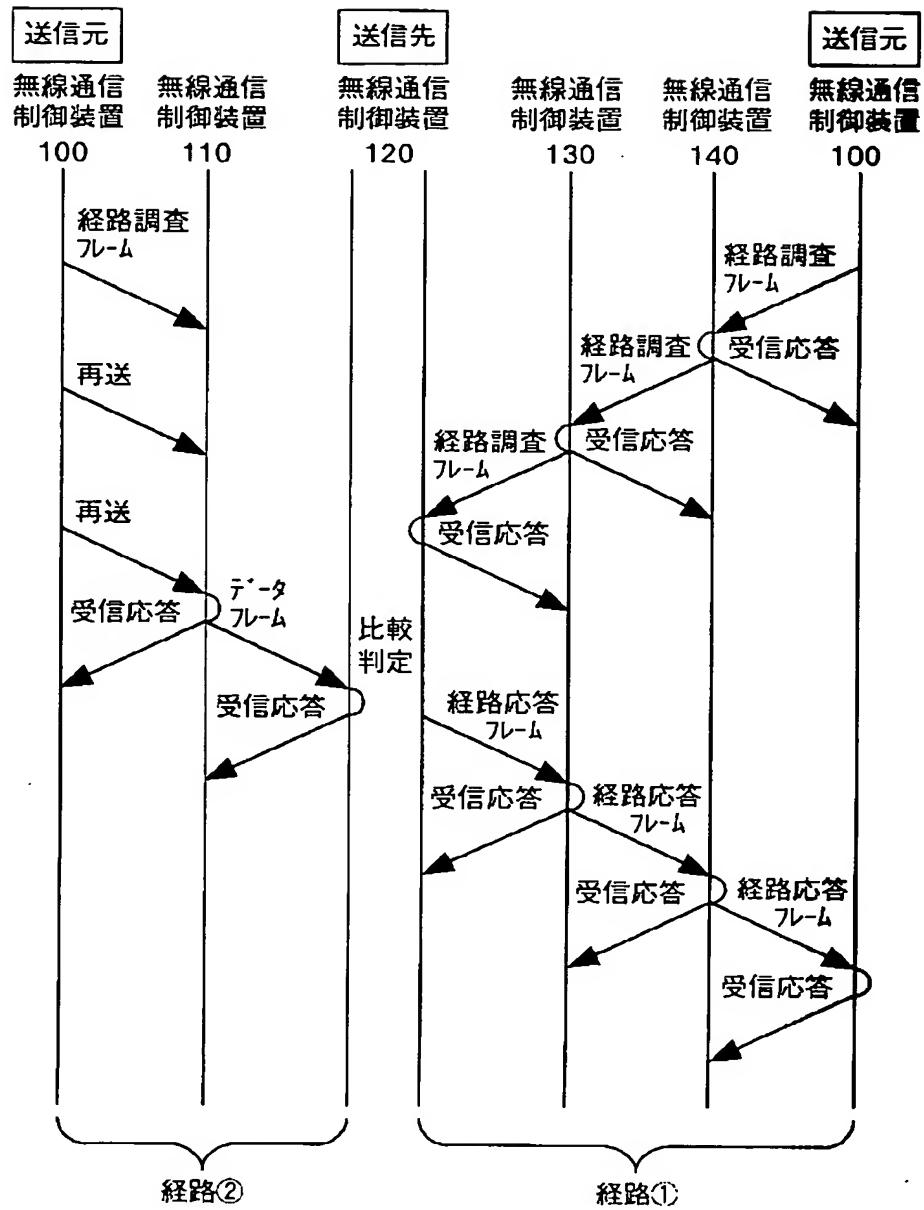 送信元
送信先
送信元
無線通信
制御装置
100
無線通信
制御装置
110
無線通信
制御装置
120
無線通信
制御装置
130
無線通信
制御装置
140
無線通信
制御装置
100
経路調査
フレーム
経路調査
フレーム
受信応答
経路調査
フレーム
再送
受信応答
経路調査
フレーム
再送
受信応答
データ
フレーム
受信応答
比較
判定
受信応答
経路応答
フレーム
受信応答
経路応答
フレーム
受信応答
経路応答
フレーム
受信応答
経路②
経路①